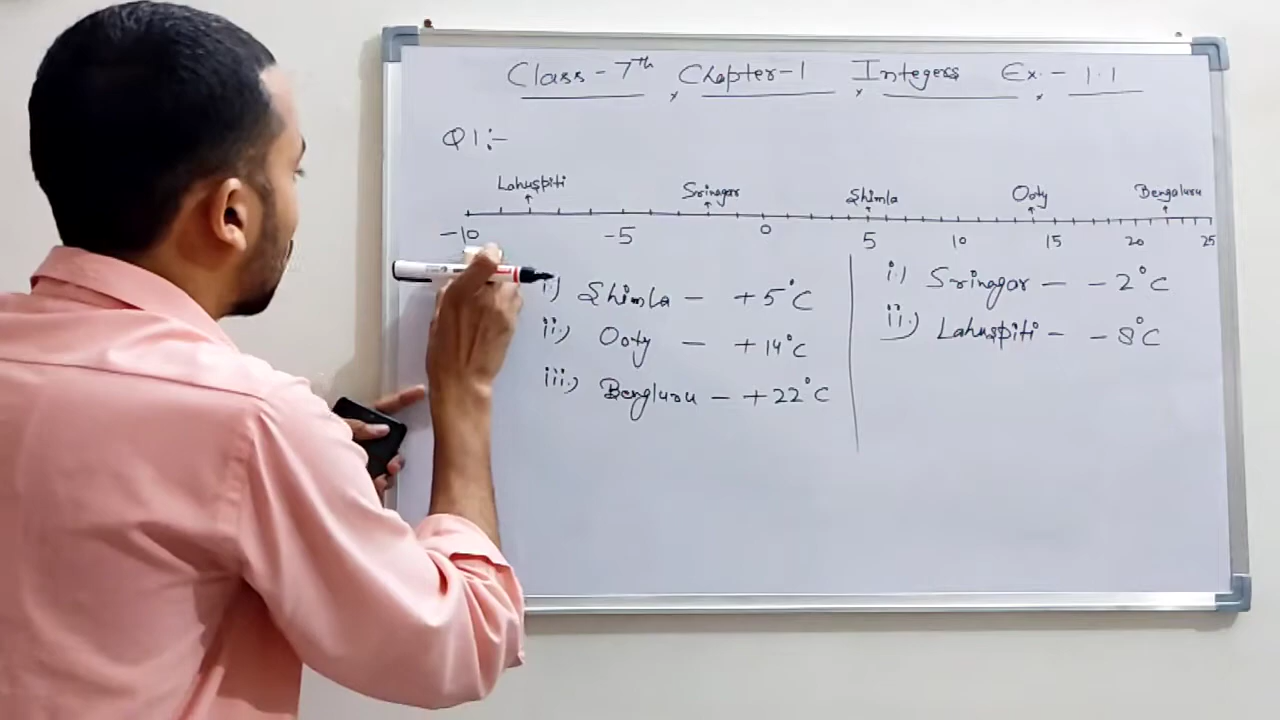 Class - 7th Chapter-1 Integers Ex.- 1.1
Q1:-
Lahuspiti Srinagar Shimla Ooty Bengaluru
-10 -5 0 5 10 15 20 25
i.) Shimla - +5°C
ii.) Ooty - +14°C
iii.) Bengluru - +22°C
i.) Srinagar - -2°C
ii.) Lahuspiti - -8°C